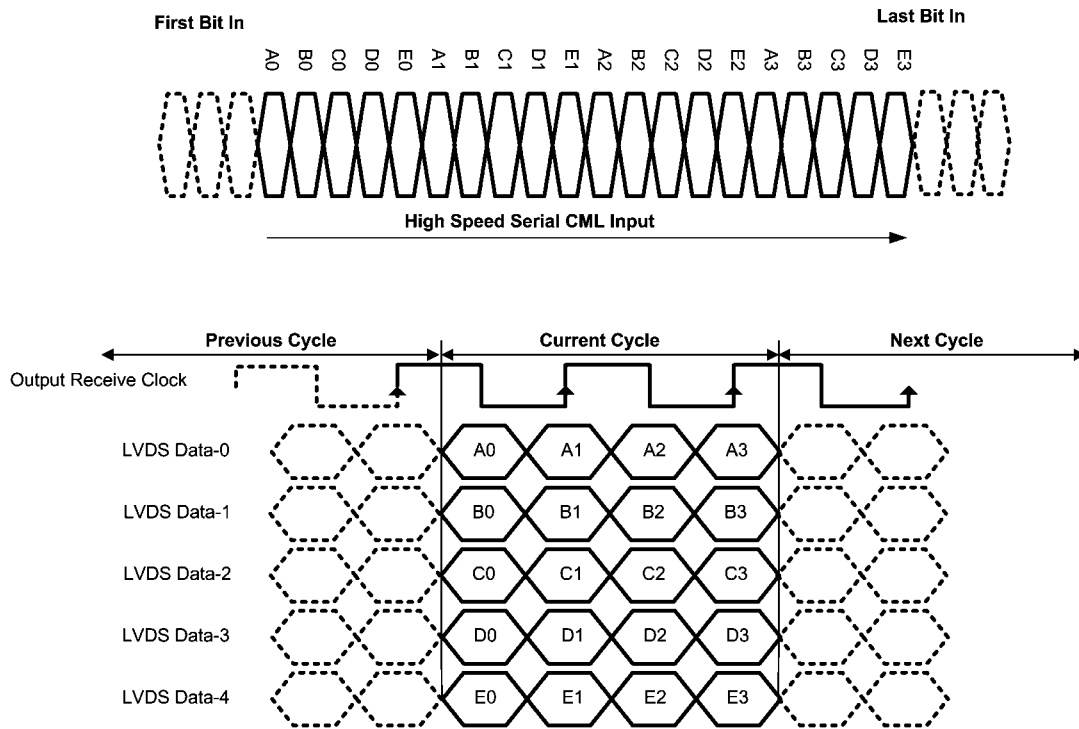 First Bit In
Last Bit In
A0 B0 C0 D0 E0 A1 B1 C1 D1 E1 A2 B2 C2 D2 E2 A3 B3 C3 D3 E3
High Speed Serial CML Input
Previous Cycle Current Cycle Next Cycle
Output Receive Clock
LVDS Data-0 A0 A1 A2 A3
LVDS Data-1 B0 B1 B2 B3
LVDS Data-2 C0 C1 C2 C3
LVDS Data-3 D0 D1 D2 D3
LVDS Data-4 E0 E1 E2 E3